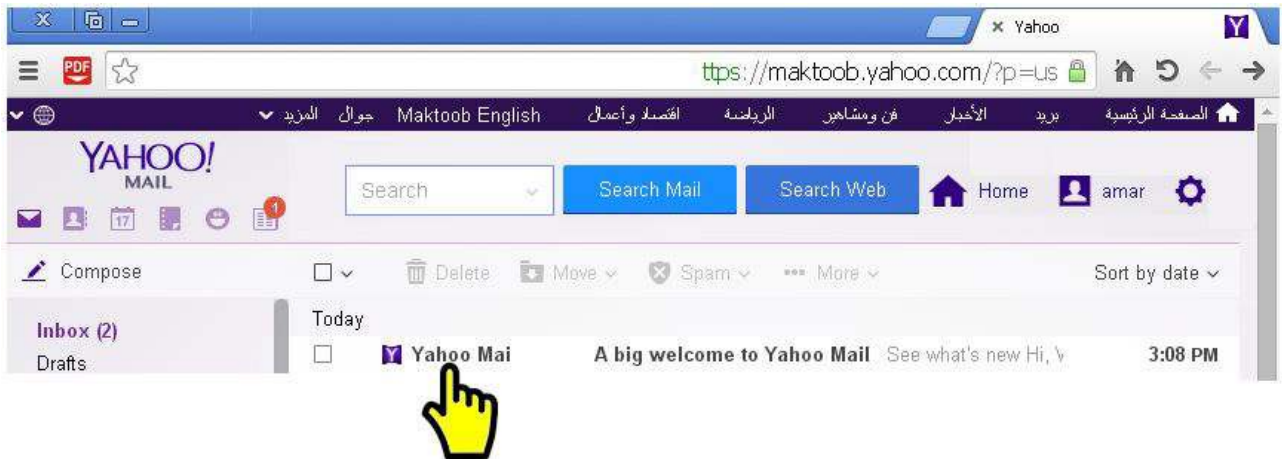 Yahoo
PDF
ttps://maktoob.yahoo.com/?p=us
الصفحة الرئيسية بريد الأخبار فن ومشاهير الرياضة اقتصاد وأعمال Maktoob English جوال المزيد
YAHOO!
MAIL
Search Search Mail Search Web Home amar
17 1
Compose Delete Move Spam More Sort by date
Inbox (2) Today
Drafts Yahoo Mai A big welcome to Yahoo Mail See what's new Hi, 3:08 PM